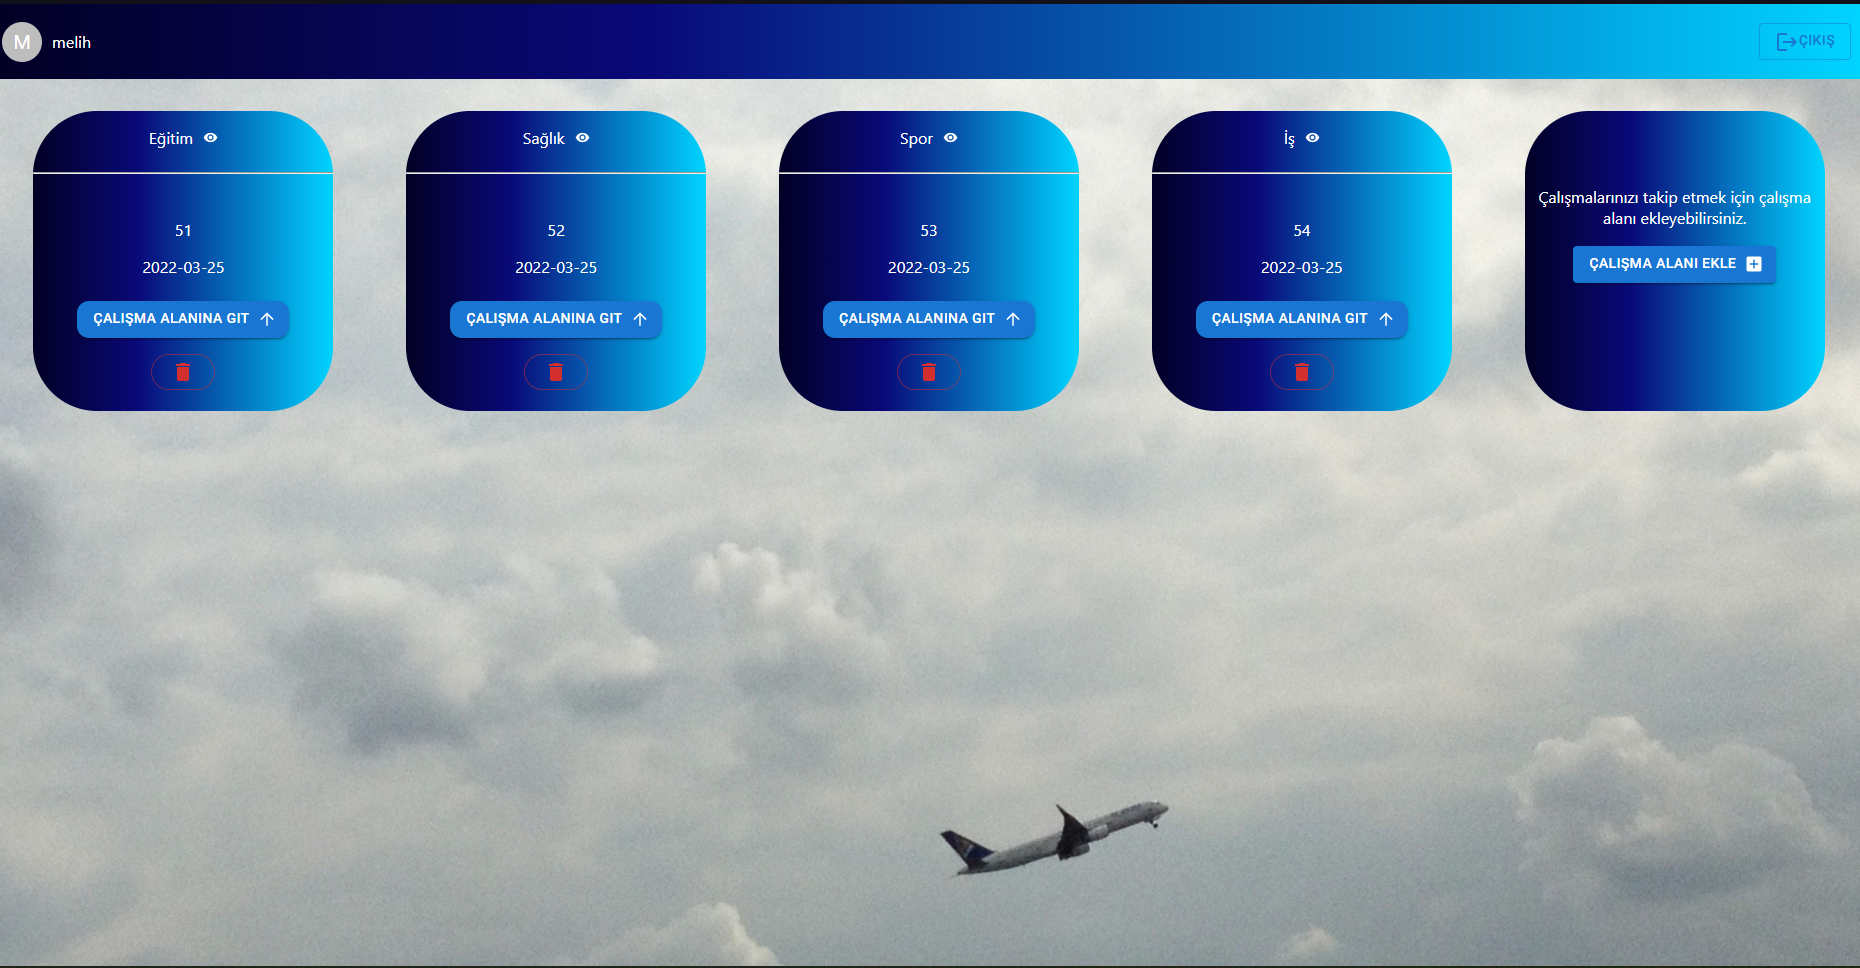 M melih
ÇIKIŞ
Eğitim
51
2022-03-25
ÇALIŞMA ALANINA GIT
Sağlık
52
2022-03-25
ÇALIŞMA ALANINA GIT
Spor
53
2022-03-25
ÇALIŞMA ALANINA GIT
İş
54
2022-03-25
ÇALIŞMA ALANINA GIT
Çalışmalarınızı takip etmek için çalışma
alanı ekleyebilirsiniz.
ÇALIŞMA ALANI EKLE